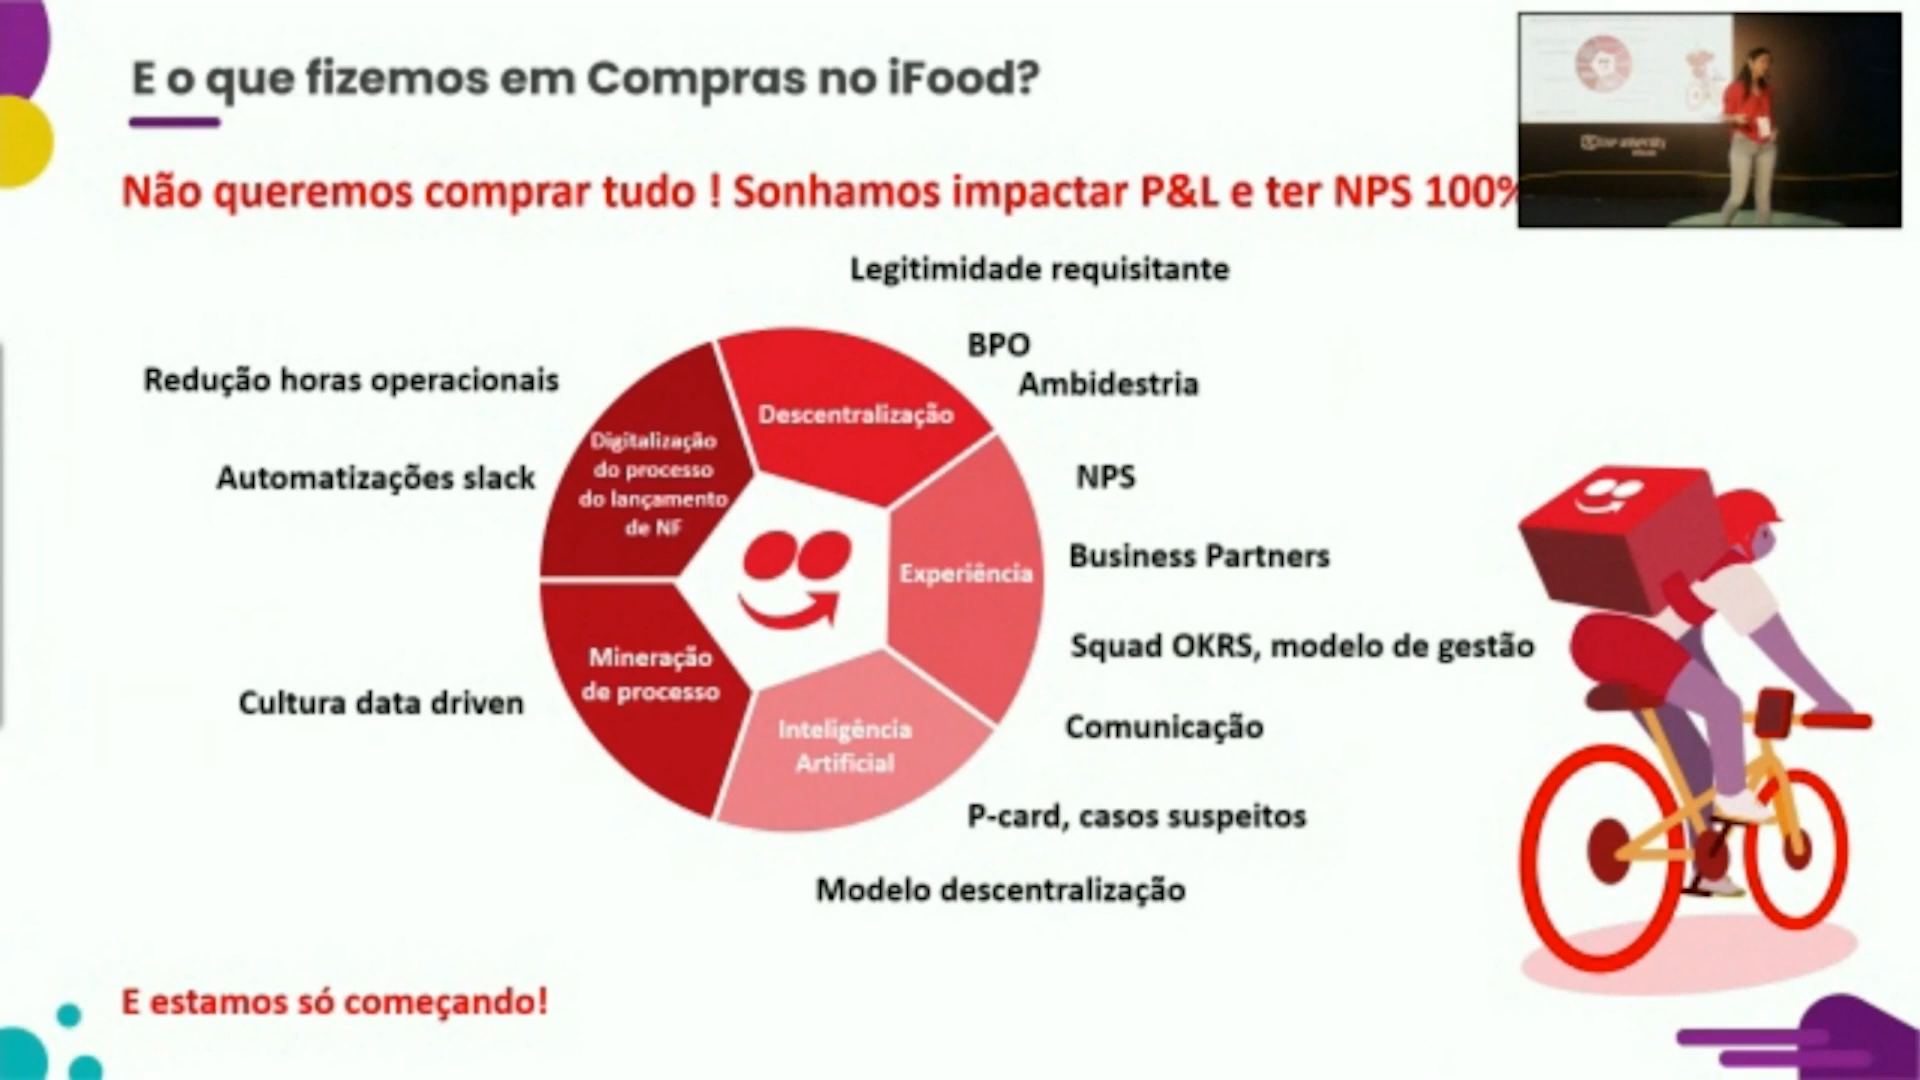 E o que fizemos em Compras no iFood?
Não queremos comprar tudo ! Sonhamos impactar P&L e ter NPS 100%
Legitimidade requisitante
BPO
Ambidestria
Redução horas operacionais
Automatizações slack
Descentralização
Digitalização
do processo
do lançamento
de NF
NPS
Business Partners
Experiência
Squad OKRS, modelo de gestão
Mineração
de processo
Cultura data driven
Comunicação
Inteligência
Artificial
P-card, casos suspeitos
Modelo descentralização
E estamos só começando!